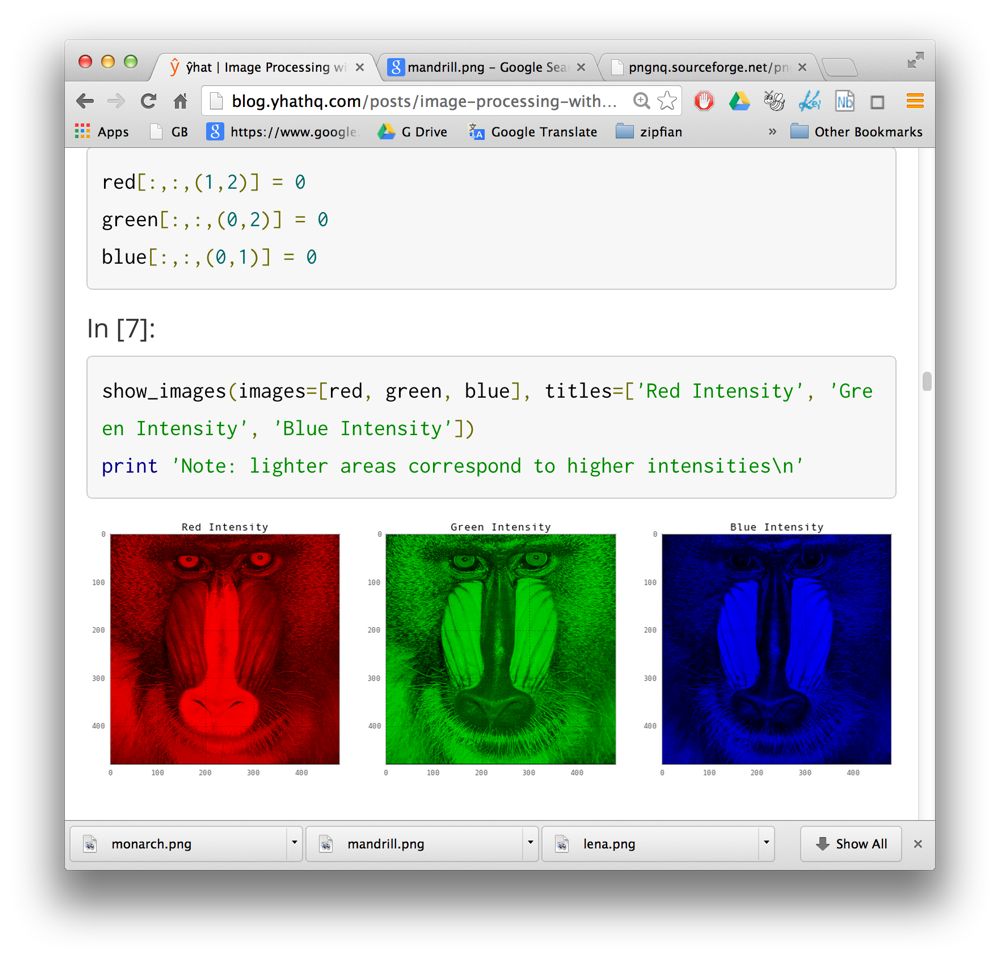 ŷhat | Image Processing wi
mandrill.png - Google Sea
pngnq.sourceforge.net/pn
blog.yhathq.com/posts/image-processing-with...
Apps GB https://www.google. G Drive Google Translate zipfian » Other Bookmarks
red[:,:,(1,2)] = 0
green[:,:,(0,2)] = 0
blue[:,:,(0,1)] = 0
In [7]:
show_images(images=[red, green, blue], titles=['Red Intensity', 'Gre
en Intensity', 'Blue Intensity'])
print 'Note: lighter areas correspond to higher intensities\n'
Red Intensity
0
100
200
300
400
0 100 200 300 400
Green Intensity
0
100
200
300
400
0 100 200 300 400
Blue Intensity
0
100
200
300
400
0 100 200 300 400
monarch.png mandrill.png lena.png Show All